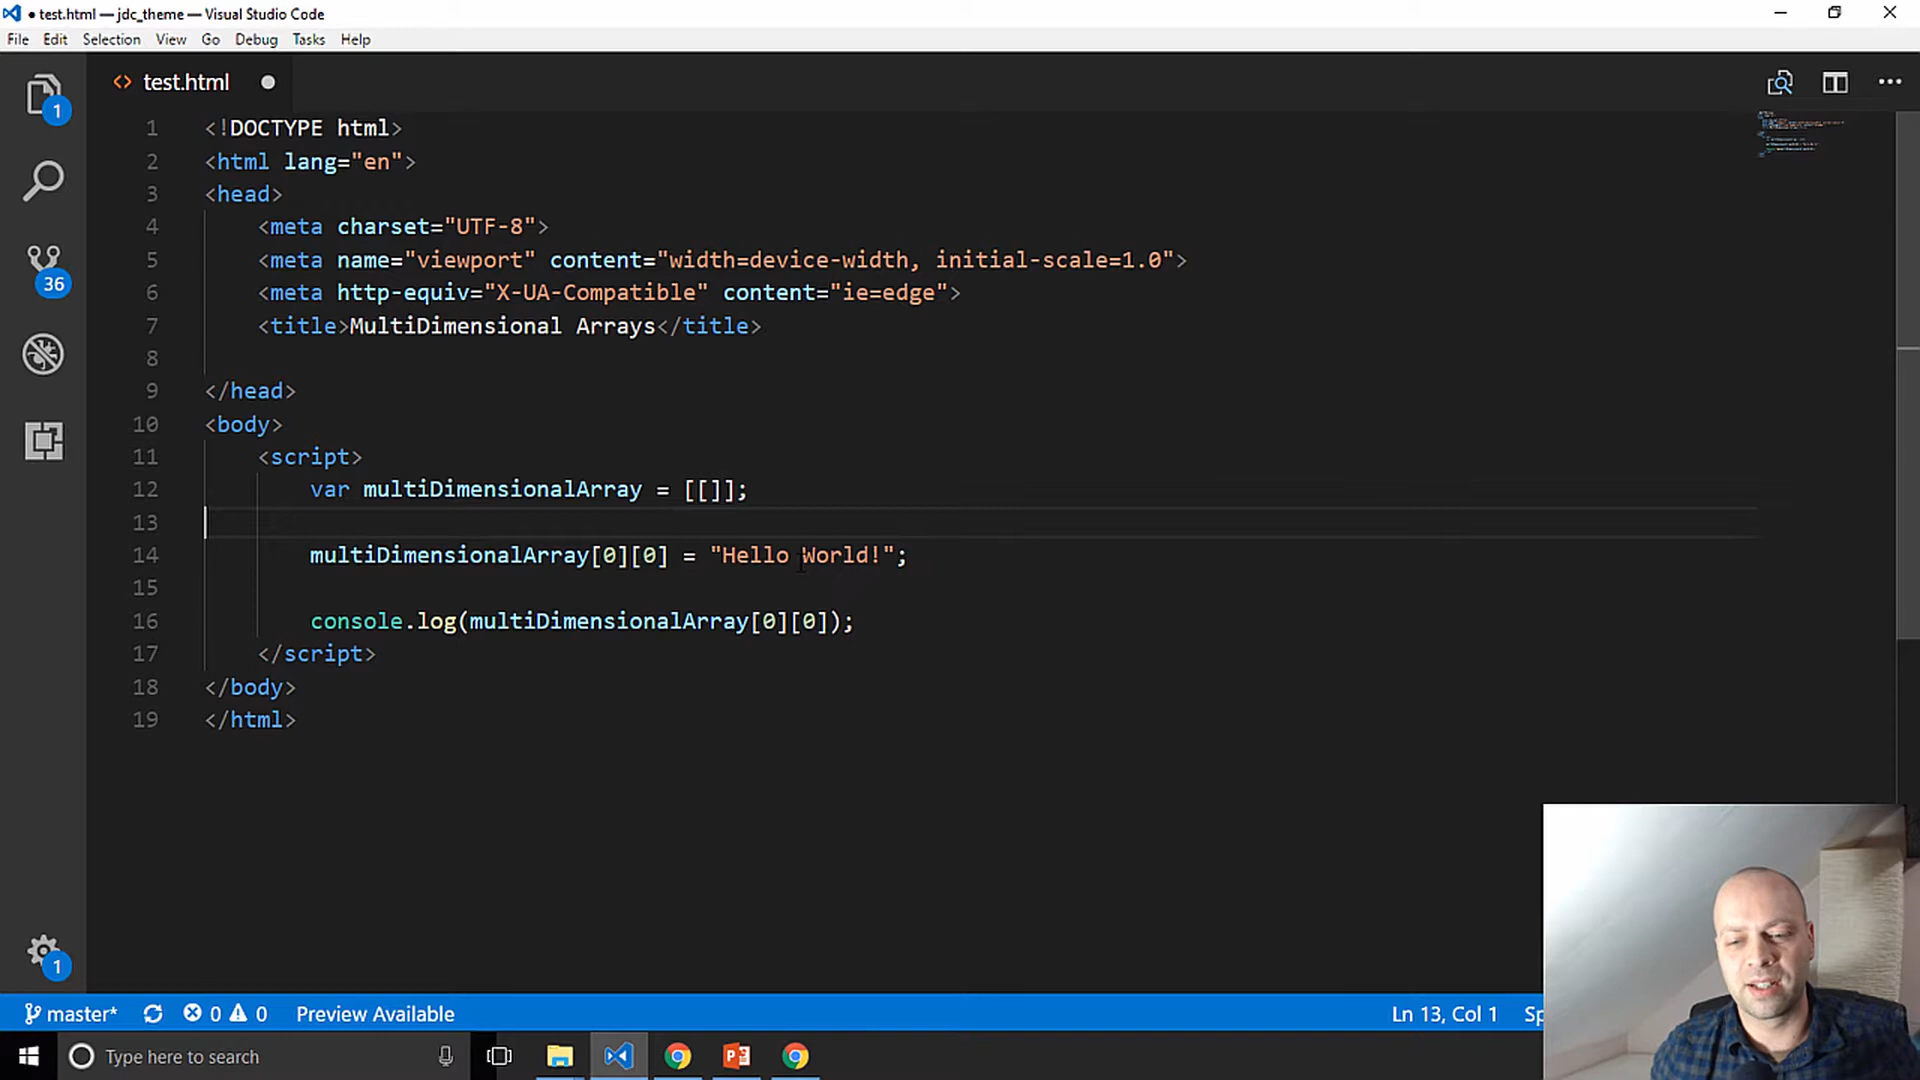 test.html — jdc_theme — Visual Studio Code
File Edit Selection View Go Debug Tasks Help
<> test.html
1
36
1
1 <!DOCTYPE html>
2 <html lang="en">
3 <head>
4 <meta charset="UTF-8">
5 <meta name="viewport" content="width=device-width, initial-scale=1.0">
6 <meta http-equiv="X-UA-Compatible" content="ie=edge">
7 <title>MultiDimensional Arrays</title>
8
9 </head>
10 <body>
11 <script>
12 var multiDimensionalArray = [[]];
13
14 multiDimensionalArray[0][0] = "Hello World!";
15
16 console.log(multiDimensionalArray[0][0]);
17 </script>
18 </body>
19 </html>
master* 0 0 Preview Available Ln 13, Col 1 Sp
Type here to search